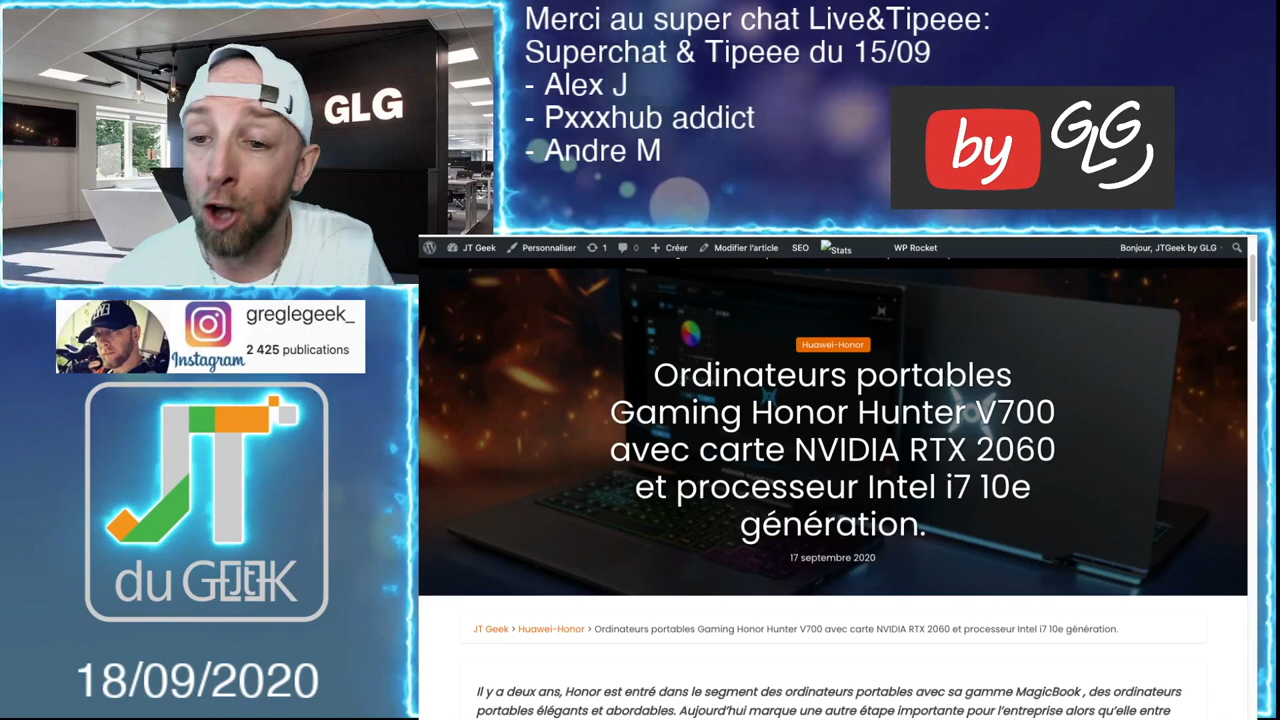 GLG
Merci au super chat Live&Tipeee:
Superchat & Tipeee du 15/09
- Alex J
- Pxxxhub addict
- Andre M
by GLG
greglegeek_
Instagram
2 425 publications
JT
du GEEK
18/09/2020
JT Geek Personnaliser 1 0 Créer Modifier l'article SEO Stats WP Rocket Bonjour, JTGeek by GLG
Huawei-Honor
Ordinateurs portables
Gaming Honor Hunter V700
avec carte NVIDIA RTX 2060
et processeur Intel i7 10e
génération.
17 septembre 2020
JT Geek > Huawei-Honor > Ordinateurs portables Gaming Honor Hunter V700 avec carte NVIDIA RTX 2060 et processeur Intel i7 10e génération.
Il y a deux ans, Honor est entré dans le segment des ordinateurs portables avec sa gamme MagicBook , des ordinateurs
portables élégants et abordables. Aujourd'hui marque une autre étape importante pour l'entreprise alors qu'elle entre